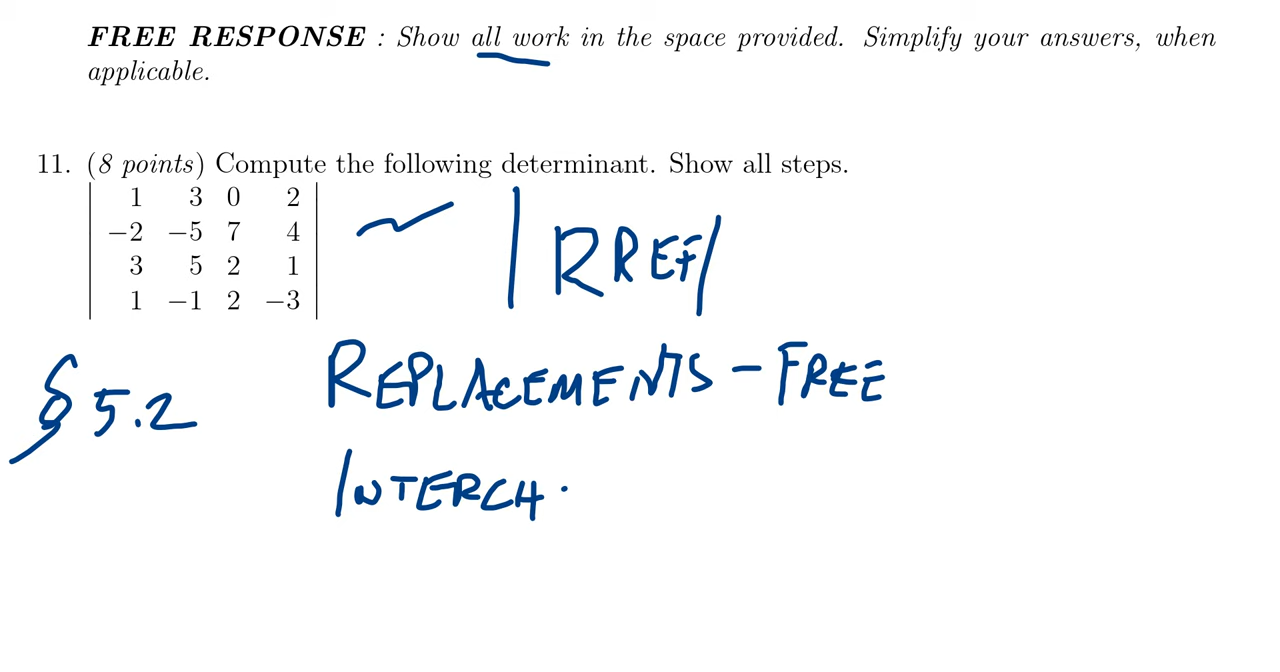 FREE RESPONSE : Show all work in the space provided. Simplify your answers, when
applicable.
11. (8 points) Compute the following determinant. Show all steps.
| 1 3 0 2 |
| −2 −5 7 4 |
| 3 5 2 1 |
| 1 −1 2 −3 |
~ | RREF |
§ 5.2
REPLACEMENTS - FREE
INTERCH .